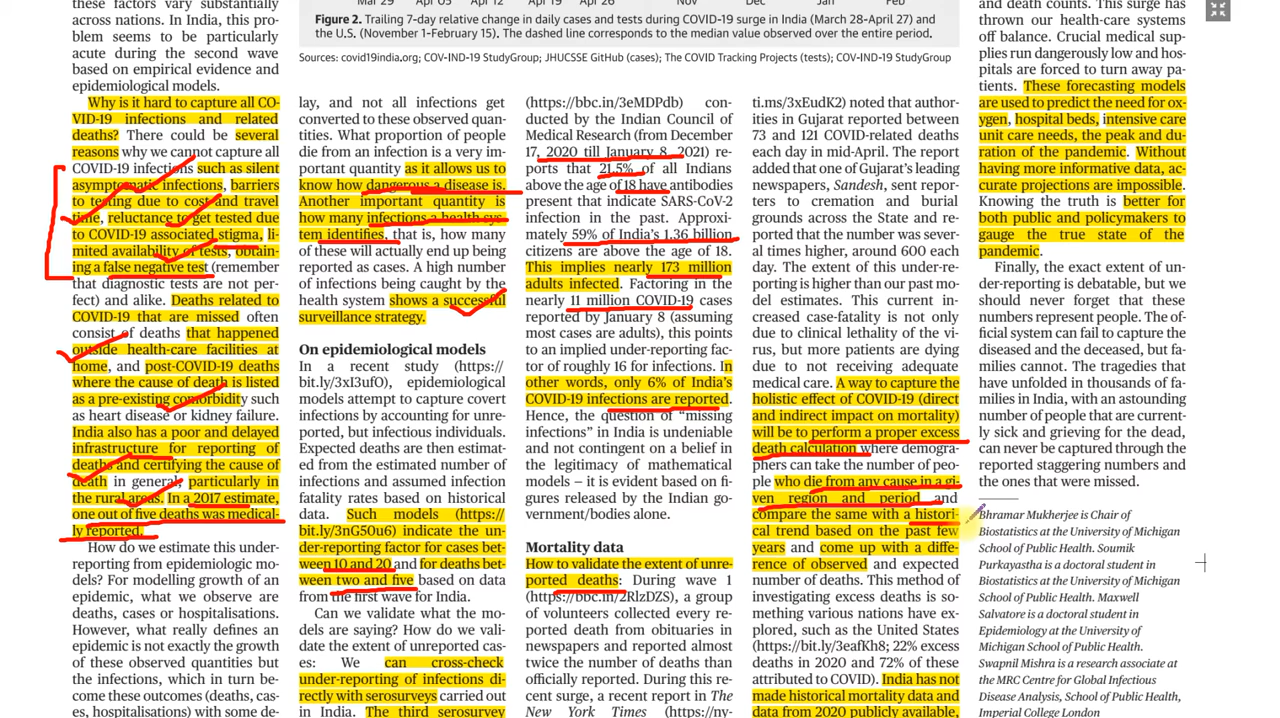 these factors vary substantially
across nations. In India, this pro-
blem seems to be particularly
acute during the second wave
based on empirical evidence and
epidemiological models.
Why is it hard to capture all CO-
VID-19 infections and related
deaths? There could be several
reasons why we cannot capture all
COVID-19 infections such as silent
asymptomatic infections, barriers
to testing due to cost and travel
time, reluctance to get tested due
to COVID-19 associated stigma, li-
mited availability of tests, obtain-
ing a false negative test (remember
that diagnostic tests are not per-
fect) and alike. Deaths related to
COVID-19 that are missed often
consist of deaths that happened
outside health-care facilities at
home, and post-COVID-19 deaths
where the cause of death is listed
as a pre-existing comorbidity such
as heart disease or kidney failure.
India also has a poor and delayed
infrastructure for reporting of
deaths and certifying the cause of
death in general, particularly in
the rural areas. In a 2017 estimate,
one out of five deaths was medical-
ly reported.
How do we estimate this under-
reporting from epidemiologic mo-
dels? For modelling growth of an
epidemic, what we observe are
deaths, cases or hospitalisations.
However, what really defines an
epidemic is not exactly the growth
of these observed quantities but
the infections, which in turn be-
come these outcomes (deaths, cas-
es, hospitalisations) with some de-
Mar 29 Apr 05 Apr 12 Apr 19 Apr 26 Nov Dec Jan Feb
Figure 2. Trailing 7-day relative change in daily cases and tests during COVID-19 surge in India (March 28-April 27) and
the U.S. (November 1-February 15). The dashed line corresponds to the median value observed over the entire period.
Sources: covid19india.org; COV-IND-19 StudyGroup; JHUCSSE GitHub (cases); The COVID Tracking Projects (tests); COV-IND-19 StudyGroup
lay, and not all infections get
converted to these observed quan-
tities. What proportion of people
die from an infection is a very im-
portant quantity as it allows us to
know how dangerous a disease is.
Another important quantity is
how many infections a health sys-
tem identifies, that is, how many
of these will actually end up being
reported as cases. A high number
of infections being caught by the
health system shows a successful
surveillance strategy.
On epidemiological models
In a recent study (https://
bit.ly/3xI3ufO), epidemiological
models attempt to capture covert
infections by accounting for unre-
ported, but infectious individuals.
Expected deaths are then estimat-
ed from the estimated number of
infections and assumed infection
fatality rates based on historical
data. Such models (https://
bit.ly/3nG50u6) indicate the un-
der-reporting factor for cases bet-
ween 10 and 20 and for deaths bet-
ween two and five based on data
from the first wave for India.
Can we validate what the mo-
dels are saying? How do we vali-
date the extent of unreported cas-
es: We can cross-check
under-reporting of infections di-
rectly with serosurveys carried out
in India. The third serosurvey
(https://bbc.in/3eMDPdb) con-
ducted by the Indian Council of
Medical Research (from December
17, 2020 till January 8, 2021) re-
ports that 21.5% of all Indians
above the age of 18 have antibodies
present that indicate SARS-CoV-2
infection in the past. Approxi-
mately 59% of India's 1.36 billion
citizens are above the age of 18.
This implies nearly 173 million
adults infected. Factoring in the
nearly 11 million COVID-19 cases
reported by January 8 (assuming
most cases are adults), this points
to an implied under-reporting fac-
tor of roughly 16 for infections. In
other words, only 6% of India's
COVID-19 infections are reported.
Hence, the question of “missing
infections” in India is undeniable
and not contingent on a belief in
the legitimacy of mathematical
models – it is evident based on fi-
gures released by the Indian go-
vernment/bodies alone.
Mortality data
How to validate the extent of unre-
ported deaths: During wave 1
(https://bbc.in/2RlzDZS), a group
of volunteers collected every re-
ported death from obituaries in
newspapers and reported almost
twice the number of deaths than
officially reported. During this re-
cent surge, a recent report in The
New York Times (https://ny-
ti.ms/3xEudK2) noted that author-
ities in Gujarat reported between
73 and 121 COVID-related deaths
each day in mid-April. The report
added that one of Gujarat's leading
newspapers, Sandesh, sent repor-
ters to cremation and burial
grounds across the State and re-
ported that the number was sever-
al times higher, around 600 each
day. The extent of this under-re-
porting is higher than our past mo-
del estimates. This current in-
creased case-fatality is not only
due to clinical lethality of the vi-
rus, but more patients are dying
due to not receiving adequate
medical care. A way to capture the
holistic effect of COVID-19 (direct
and indirect impact on mortality)
will be to perform a proper excess
death calculation where demogra-
phers can take the number of peo-
ple who die from any cause in a gi-
ven region and period and
compare the same with a histori-
cal trend based on the past few
years and come up with a diffe-
rence of observed and expected
number of deaths. This method of
investigating excess deaths is so-
mething various nations have ex-
plored, such as the United States
(https://bit.ly/3eafKh8; 22% excess
deaths in 2020 and 72% of these
attributed to COVID). India has not
made historical mortality data and
data from 2020 publicly available,
and death counts. This surge has
thrown our health-care systems
off balance. Crucial medical sup-
plies run dangerously low and hos-
pitals are forced to turn away pa-
tients. These forecasting models
are used to predict the need for ox-
ygen, hospital beds, intensive care
unit care needs, the peak and du-
ration of the pandemic. Without
having more informative data, ac-
curate projections are impossible.
Knowing the truth is better for
both public and policymakers to
gauge the true state of the
pandemic.
Finally, the exact extent of un-
der-reporting is debatable, but we
should never forget that these
numbers represent people. The of-
ficial system can fail to capture the
diseased and the deceased, but fa-
milies cannot. The tragedies that
have unfolded in thousands of fa-
milies in India, with an astounding
number of people that are current-
ly sick and grieving for the dead,
can never be captured through the
reported staggering numbers and
the ones that were missed.
Bhramar Mukherjee is Chair of
Biostatistics at the University of Michigan
School of Public Health. Soumik
Purkayastha is a doctoral student in
Biostatistics at the University of Michigan
School of Public Health. Maxwell
Salvatore is a doctoral student in
Epidemiology at the University of
Michigan School of Public Health.
Swapnil Mishra is a research associate at
the MRC Centre for Global Infectious
Disease Analysis, School of Public Health,
Imperial College London